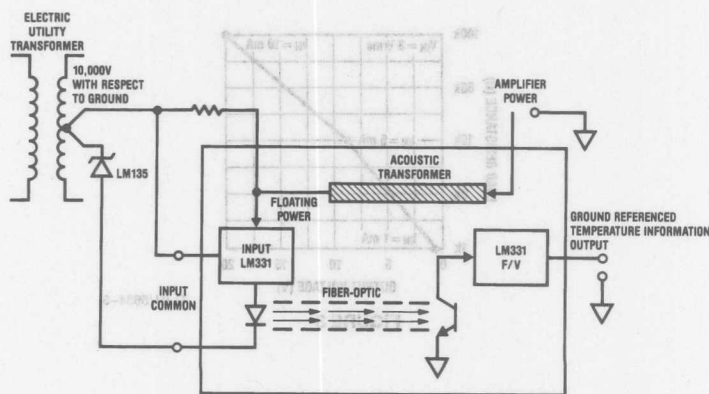 ELECTRIC
UTILITY
TRANSFORMER
10,000V
WITH RESPECT
TO GROUND
LM135
AMPLIFIER
POWER
ACOUSTIC
TRANSFORMER
FLOATING
POWER
INPUT
LM331
INPUT
COMMON
FIBER-OPTIC
LM331
F/V
GROUND REFERENCED
TEMPERATURE INFORMATION
OUTPUT